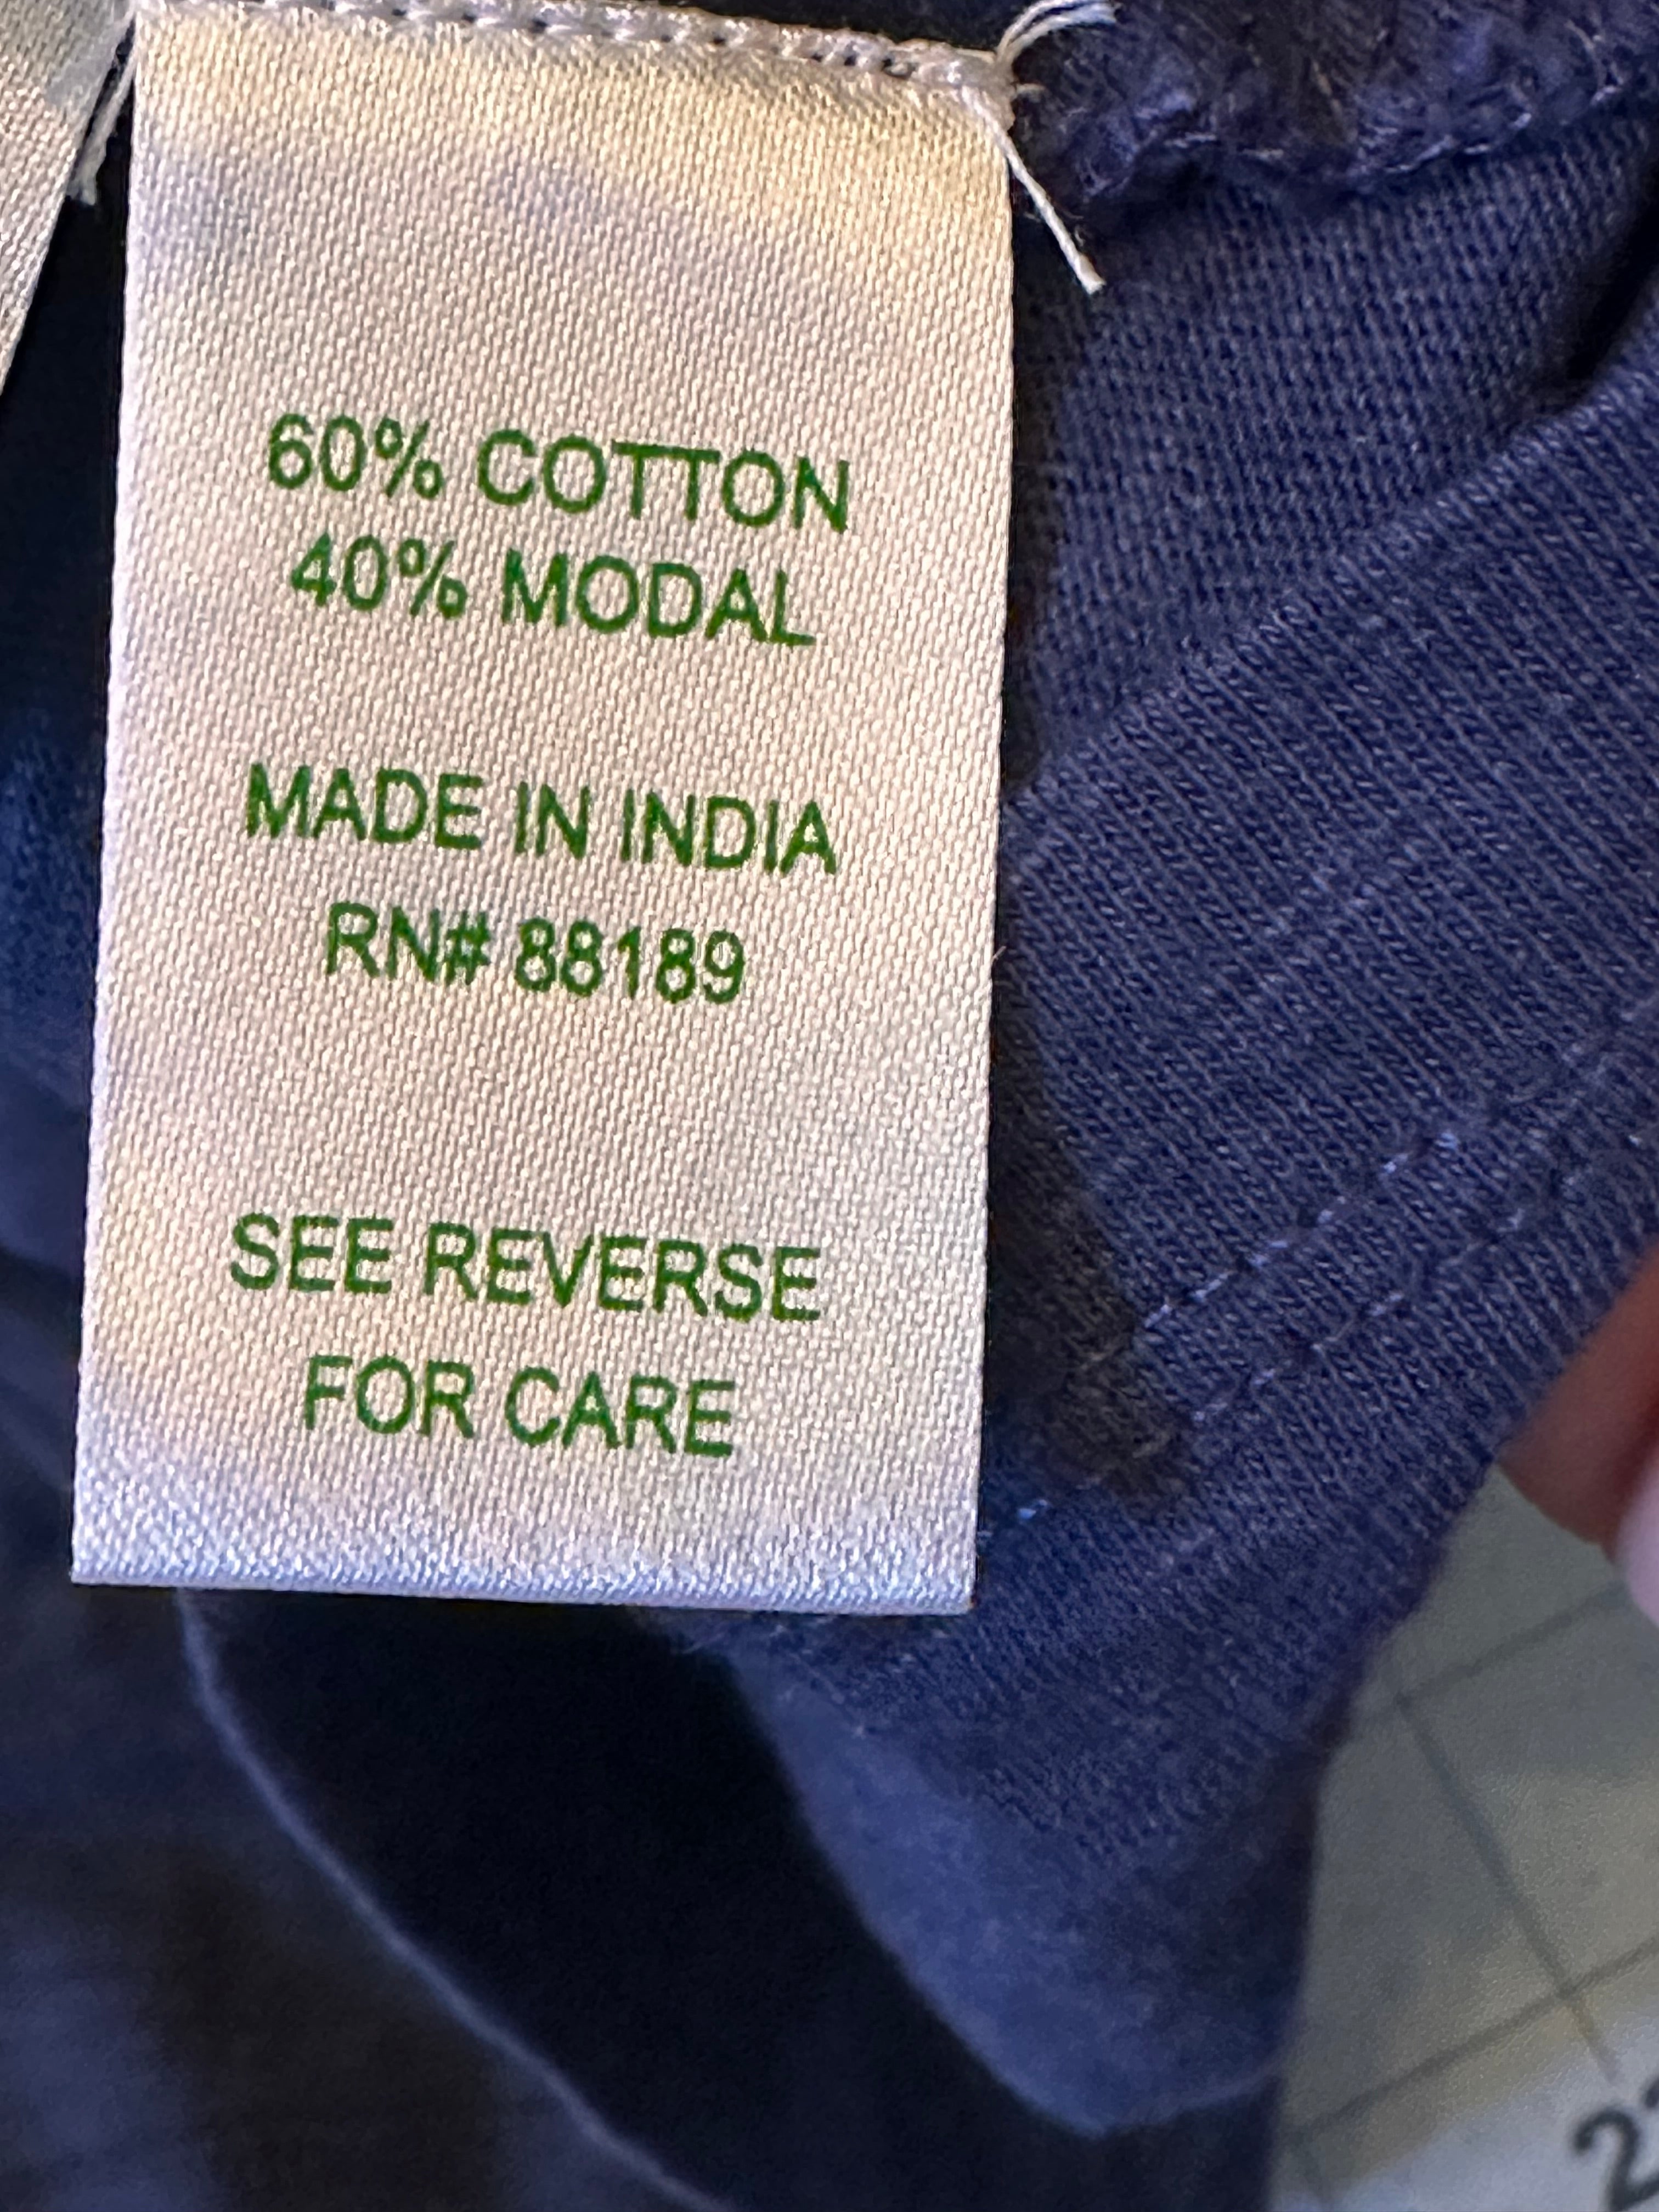 60% COTTON
40% MODAL
MADE IN INDIA
RN# 88189
SEE REVERSE
FOR CARE